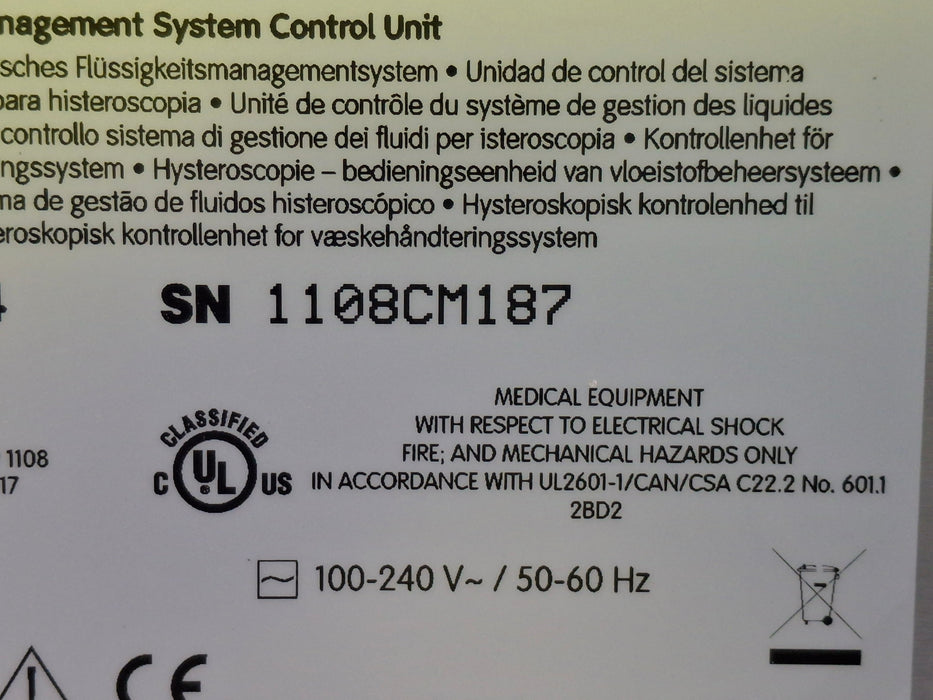 nagement System Control Unit
sches Flüssigkeitsmanagementsystem • Unidad de control del sistema
para histeroscopia • Unité de contrôle du système de gestion des liquides
controllo sistema di gestione dei fluidi per isteroscopia • Kontrollenhet för
ngssystem • Hysteroscopie – bedieningseenheid van vloeistofbeheersysteem •
na de gestão de fluidos histeroscópico • Hysteroskopisk kontrolenhed til
eroskopisk kontrollenhet for væskehåndteringssystem
SN 1108CM187
MEDICAL EQUIPMENT
WITH RESPECT TO ELECTRICAL SHOCK
FIRE; AND MECHANICAL HAZARDS ONLY
IN ACCORDANCE WITH UL2601-1/CAN/CSA C22.2 No. 601.1
2BD2
CLASSIFIED
C UL US
1108
17
100-240 V~ / 50-60 Hz
CE